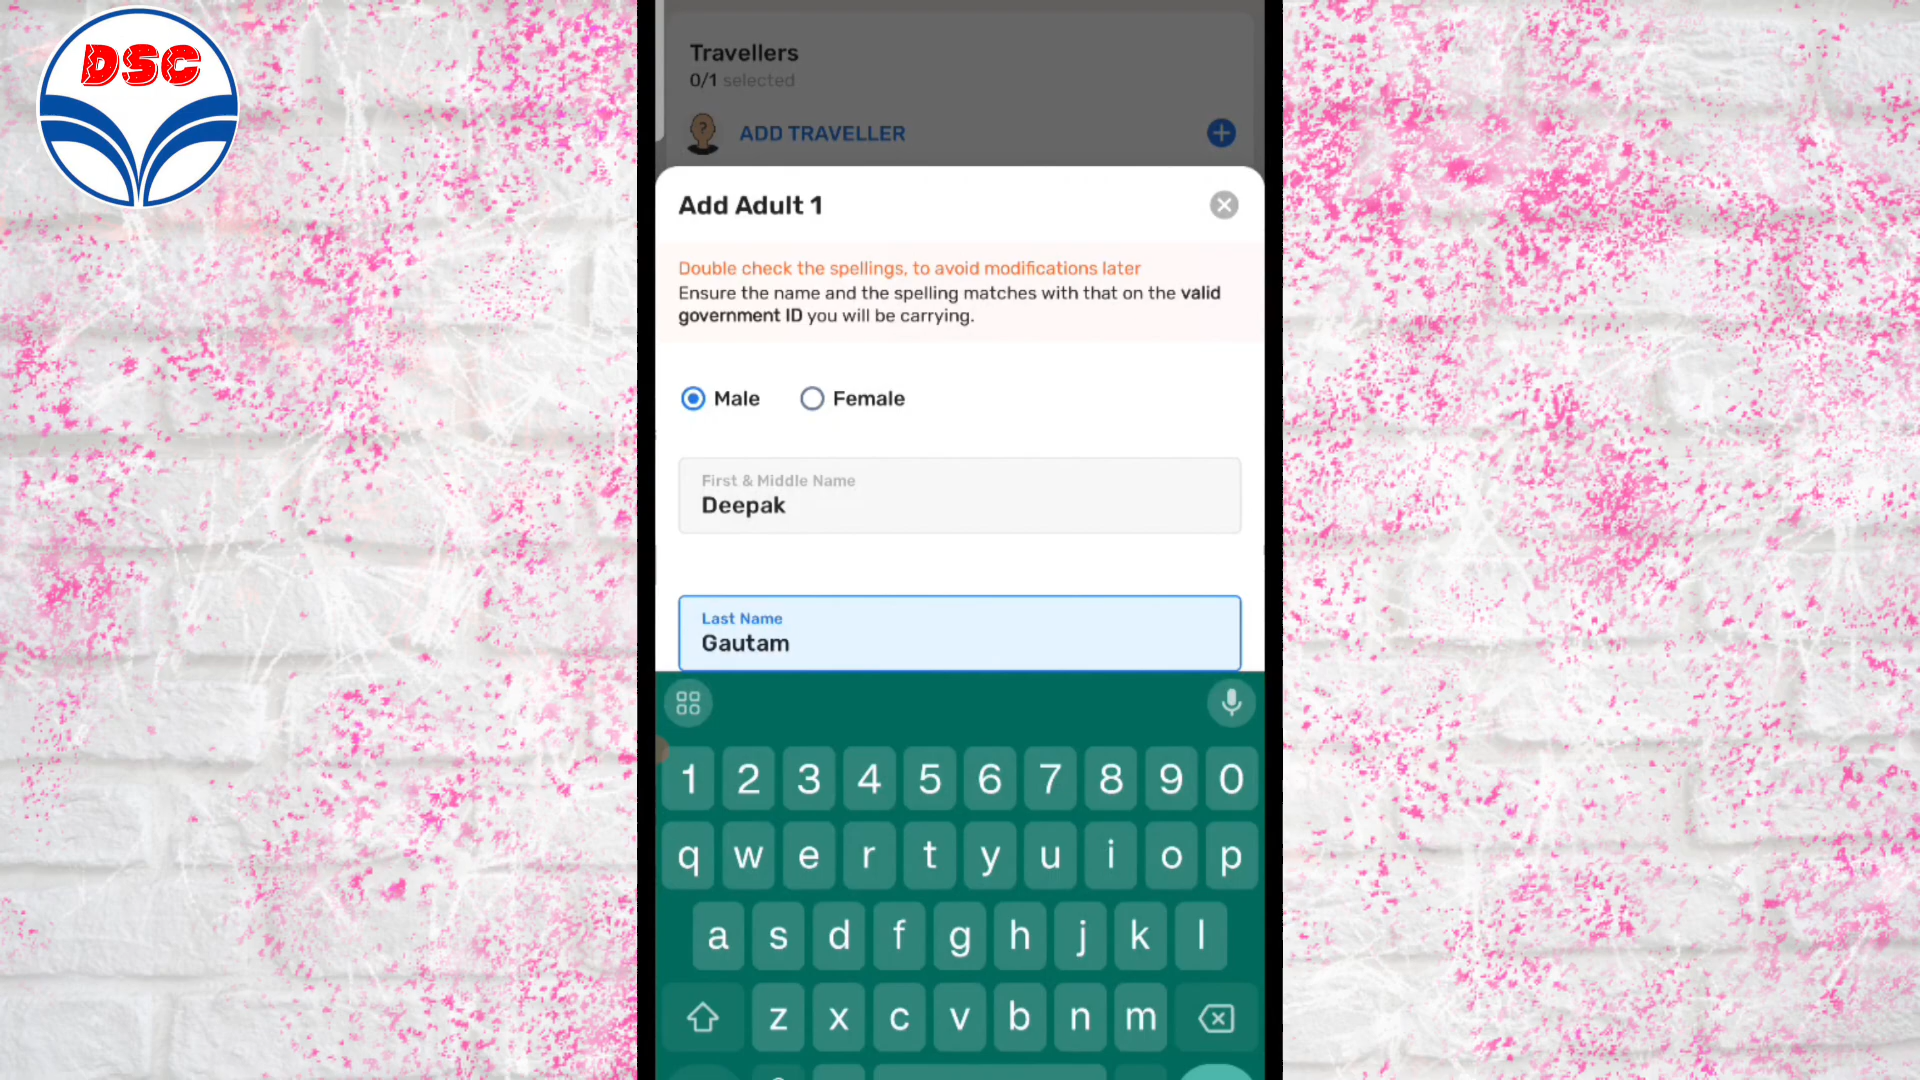 DSC
Travellers
0/1 selected
?
ADD TRAVELLER
Add Adult 1
Double check the spellings, to avoid modifications later
Ensure the name and the spelling matches with that on the valid
government ID you will be carrying.
Male Female
First & Middle Name
Deepak
Last Name
Gautam
1 2 3 4 5 6 7 8 9 0
q w e r t y u i o p
a s d f g h j k l
z x c v b n m